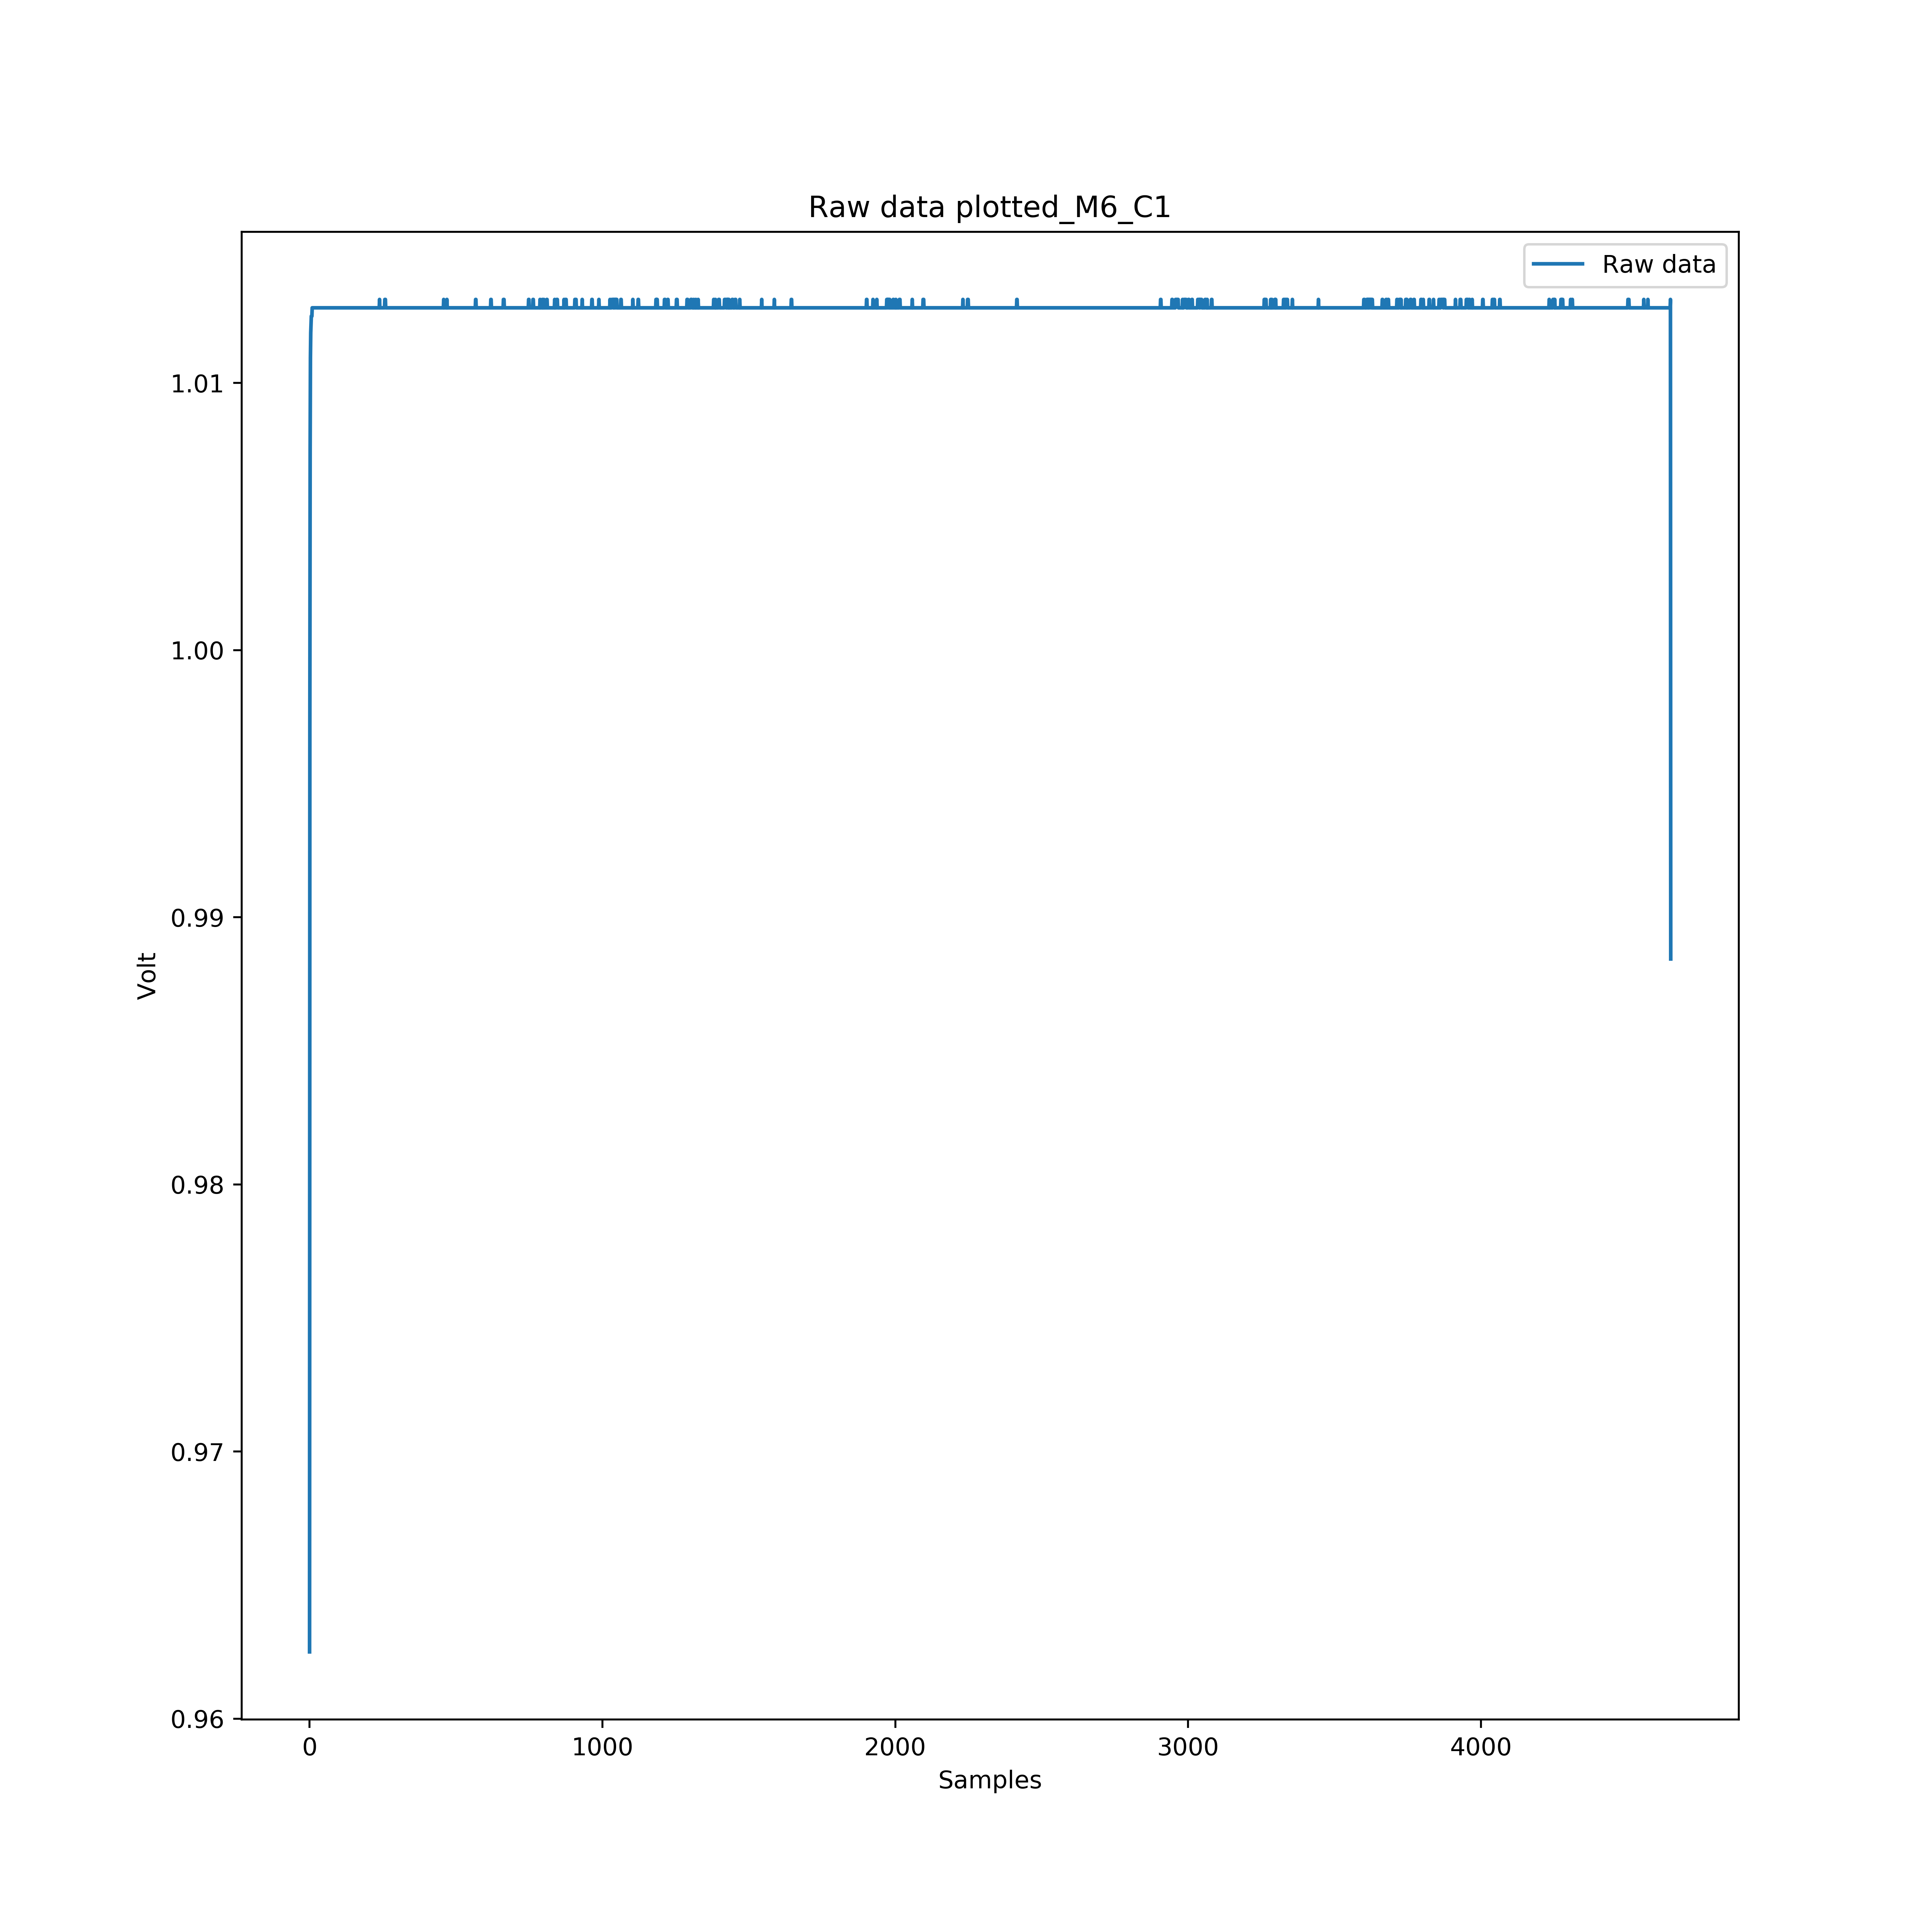 Raw data plotted_M6_C1
Raw data
1.01
1.00
0.99
0.98
0.97
0.96
Volt
0 1000 2000 3000 4000
Samples